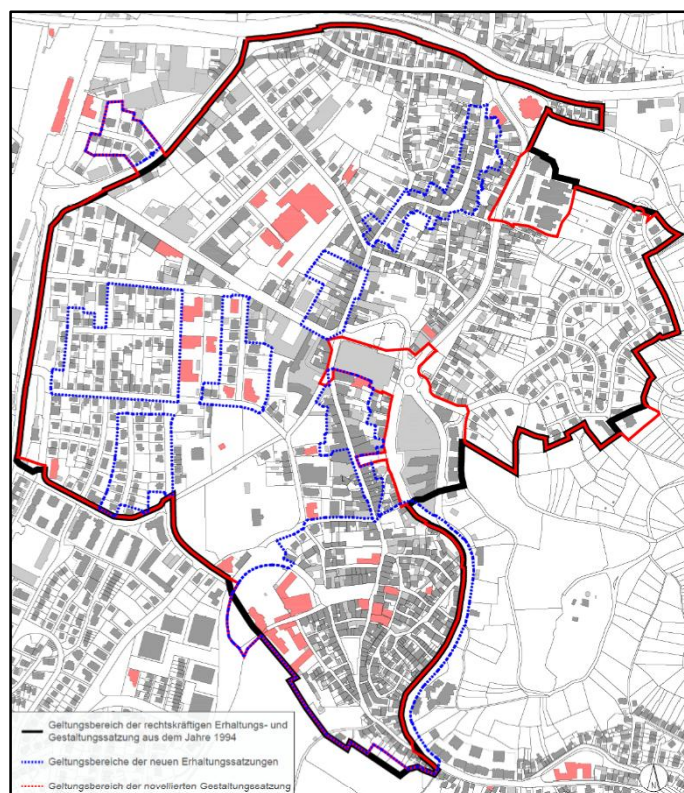 Geltungsbereich der rechtskräftigen Erhaltungs- und
Gestaltungssatzung aus dem Jahre 1994
Geltungsbereiche der neuen Erhaltungssatzungen
Geltungsbereich der novellierten Gestaltungssatzung
N